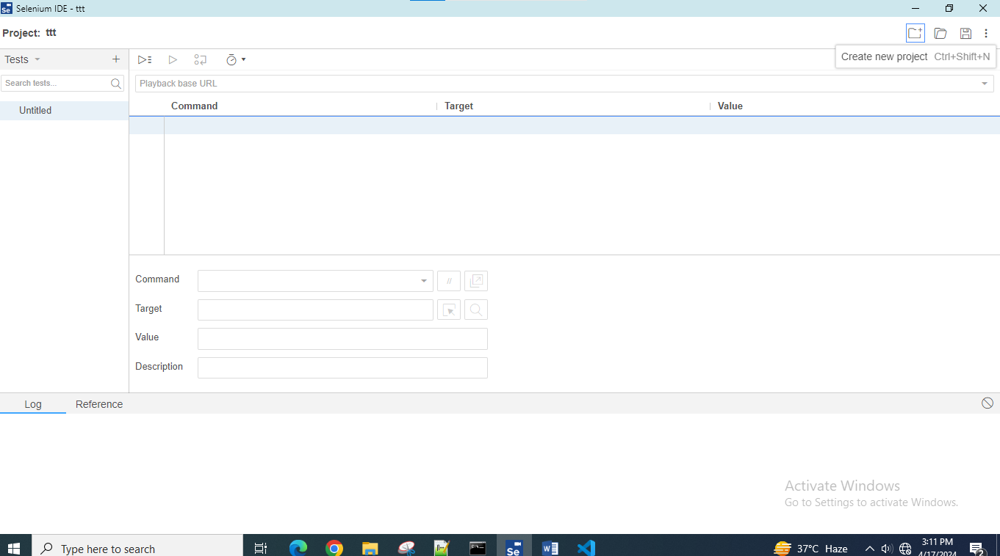 Selenium IDE - ttt
Project: ttt
Tests
Create new project Ctrl+Shift+N
Search tests...
Playback base URL
Untitled
Command Target Value
Command
//
Target
Value
Description
Log Reference
Activate Windows
Go to Settings to activate Windows.
Type here to search
Se
W
37°C Haze
3:11 PM
4/17/2024
2